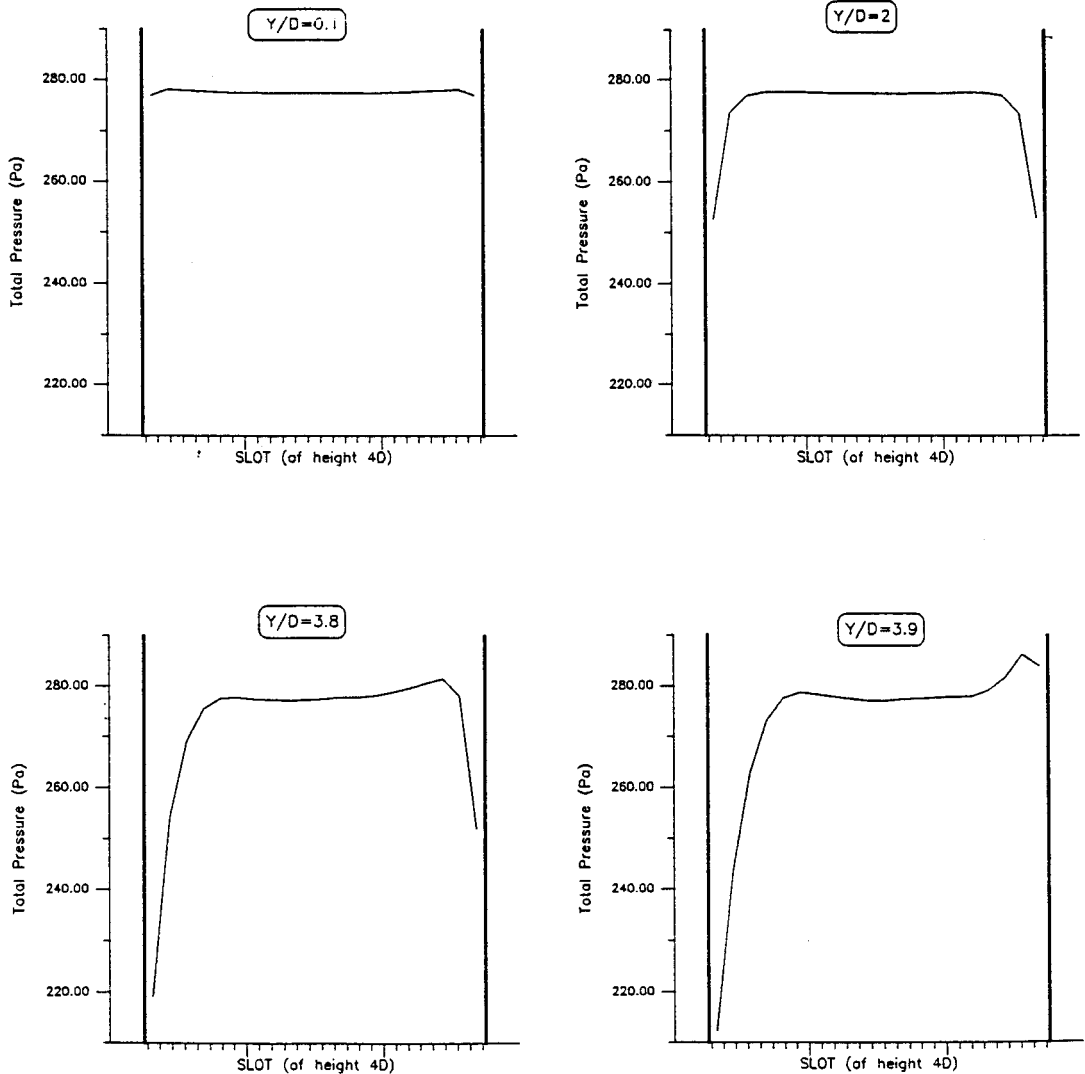 Y/D=0.1
280.00
260.00
240.00
220.00
Total Pressure (Pa)
SLOT (of height 4D)
Y/D=2
280.00
260.00
240.00
220.00
Total Pressure (Pa)
SLOT (of height 4D)
Y/D=3.8
280.00
260.00
240.00
220.00
Total Pressure (Pa)
SLOT (of height 4D)
Y/D=3.9
280.00
260.00
240.00
220.00
Total Pressure (Pa)
SLOT (of height 4D)